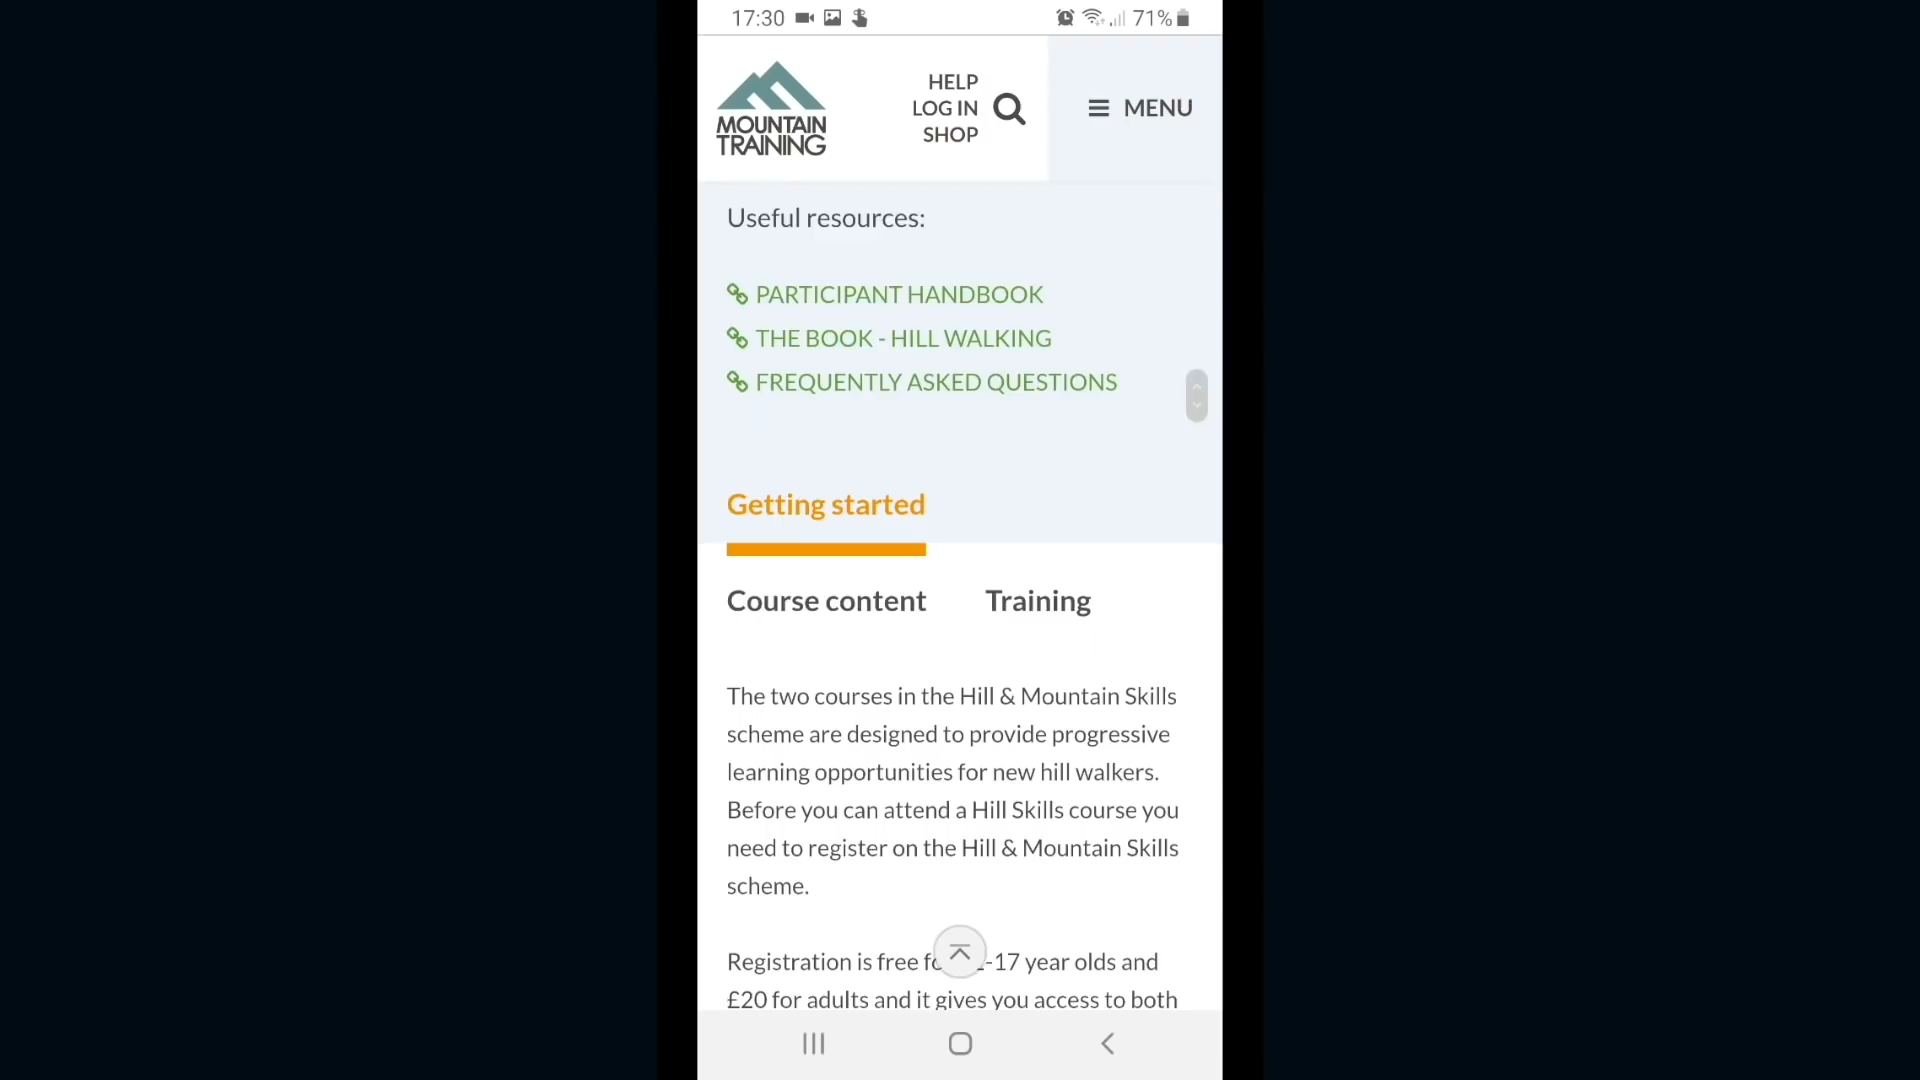 17:30
71%
MOUNTAIN
TRAINING
HELP
LOG IN
SHOP
MENU
Useful resources:
PARTICIPANT HANDBOOK
THE BOOK - HILL WALKING
FREQUENTLY ASKED QUESTIONS
Getting started
Course content
Training
The two courses in the Hill & Mountain Skills
scheme are designed to provide progressive
learning opportunities for new hill walkers.
Before you can attend a Hill Skills course you
need to register on the Hill & Mountain Skills
scheme.
Registration is free -17 year olds and
£20 for adults and it gives you access to both